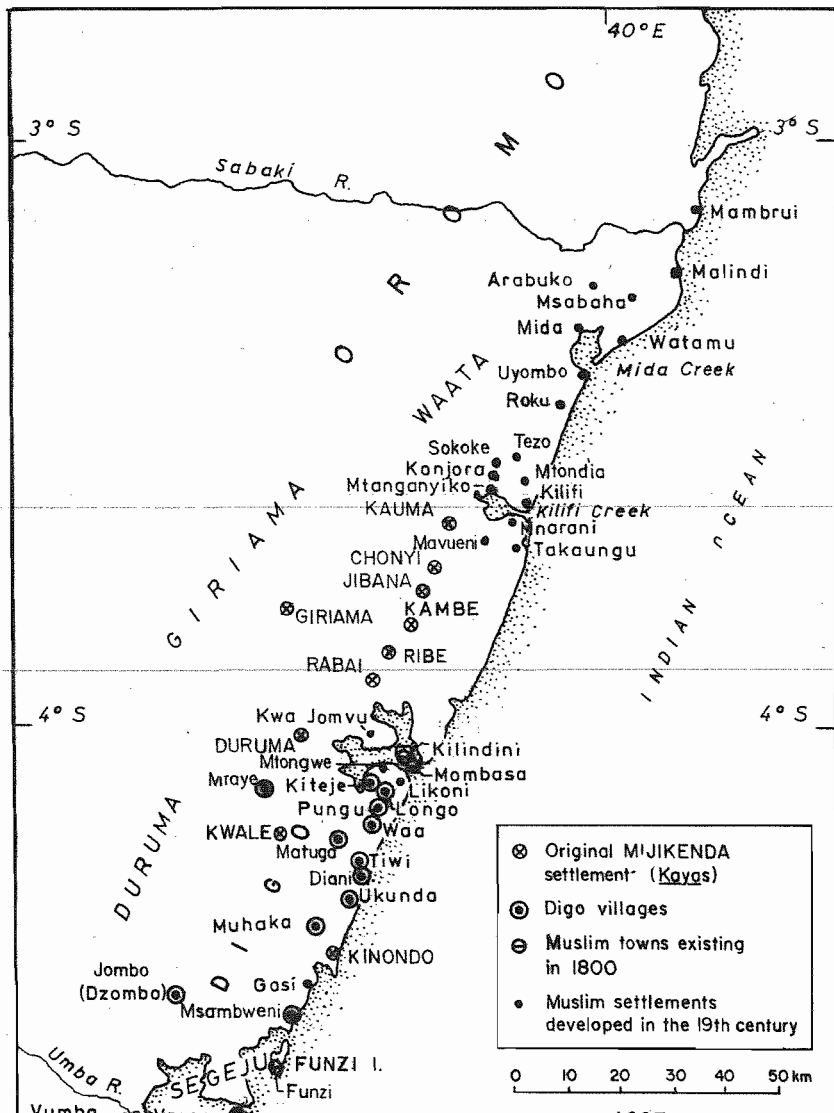 40°E
3° S
3° S
Sabaki R.
OROMO
Mambrui
Malindi
Arabuko
Msabaha
Mida
Watamu
Mida Creek
Uyombo
Roku
WAATA
Sokoke
Tezo
Konjora
Mtondia
Mtanganyiko
Kilifi
KAUMA
Kilifi Creek
Mnarani
Mavueni
Takaungu
CHONYI
JIBANA
KAMBE
GIRIAMA
GIRIAMA
RIBE
RABAI
INDIAN OCEAN
4° S
4° S
Kwa Jomvu
DURUMA
Kilindini
Mtongwe
Mombasa
Mraye
Kiteje
Likoni
Pungu
Longo
KWALE
Waa
Matuga
Tiwi
DURUMA
Diani
DIGO
Ukunda
Muhaka
KINONDO
Jombo
(Dzombo)
Gasi
Msambweni
Umba R.
SEGEJU
FUNZI I.
Funzi
Original MIJIKENDA
settlement (Kayas)
Digo villages
Muslim towns existing
in 1800
Muslim settlements
developed in the 19th century
0 10 20 30 40 50 km